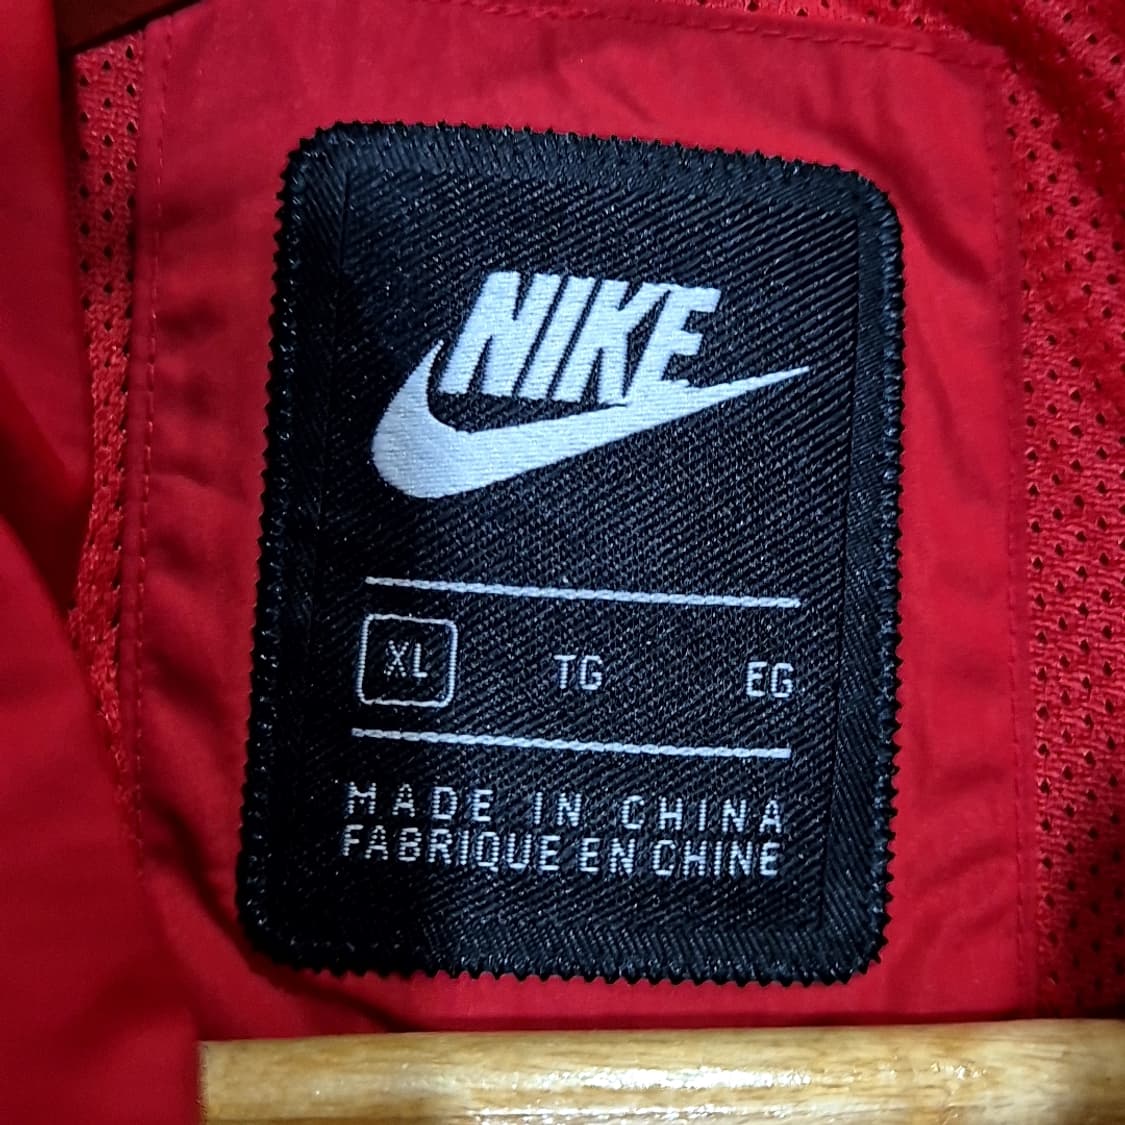 NIKE
XL TG EG
MADE IN CHINA
FABRIQUE EN CHINE